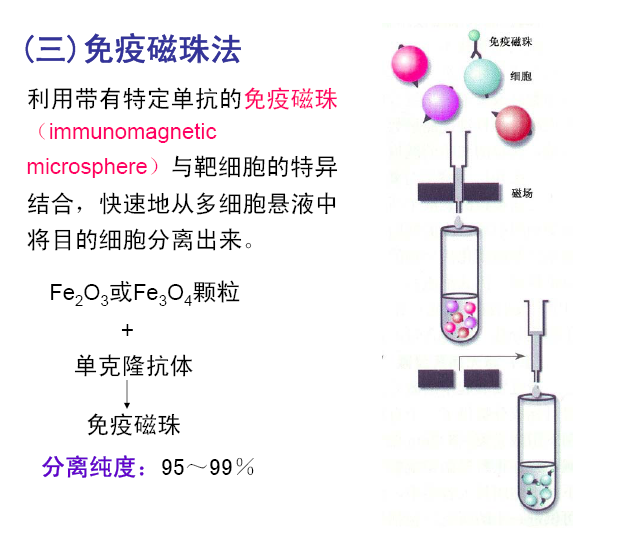 (三)免疫磁珠法
利用带有特定单抗的免疫磁珠
（immunomagnetic
microsphere）与靶细胞的特异
结合，快速地从多细胞悬液中
将目的细胞分离出来。
Fe₂O₃或Fe₃O₄颗粒
+
单克隆抗体
免疫磁珠
分离纯度：95～99%
免疫磁珠
细胞
磁场